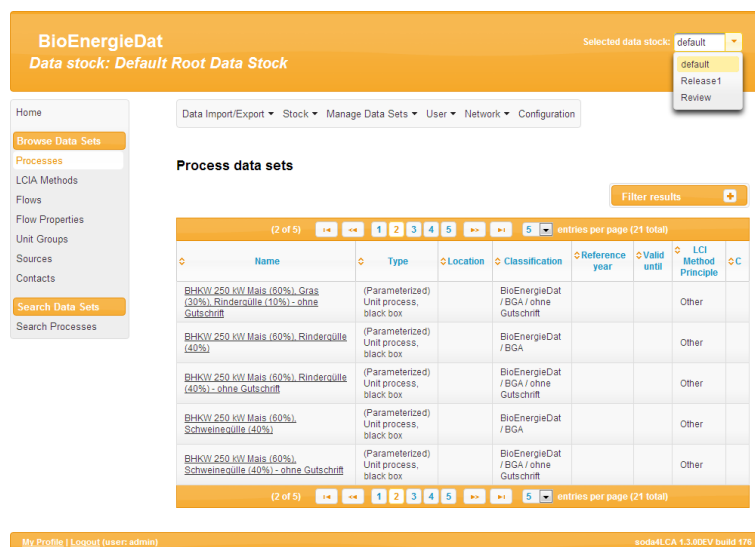 BioEnergieDat
Data stock: Default Root Data Stock
Selected data stock: default
default
Release1
Review
Home
Browse Data Sets
Processes
LCIA Methods
Flows
Flow Properties
Unit Groups
Sources
Contacts
Search Data Sets
Search Processes
Data Import/Export Stock Manage Data Sets User Network Configuration
Process data sets
Filter results
(2 of 5) 1 2 3 4 5 5 entries per page (21 total)
Name Type Location Classification Reference year Valid until LCI Method Principle C
BHKW 250 kW Mais (60%), Gras
(30%), Rindergülle (10%) - ohne
Gutschrift
(Parameterized)
Unit process,
black box
BioEnergieDat
/ BGA / ohne
Gutschrift
Other
BHKW 250 kW Mais (60%), Rindergülle
(40%)
(Parameterized)
Unit process,
black box
BioEnergieDat
/ BGA
Other
BHKW 250 kW Mais (60%), Rindergülle
(40%) - ohne Gutschrift
(Parameterized)
Unit process,
black box
BioEnergieDat
/ BGA / ohne
Gutschrift
Other
BHKW 250 kW Mais (60%),
Schweinegülle (40%)
(Parameterized)
Unit process,
black box
BioEnergieDat
/ BGA
Other
BHKW 250 kW Mais (60%),
Schweinegülle (40%) - ohne Gutschrift
(Parameterized)
Unit process,
black box
BioEnergieDat
/ BGA / ohne
Gutschrift
Other
(2 of 5) 1 2 3 4 5 5 entries per page (21 total)
My Profile | Logout (user: admin)
soda4LCA 1.3.0DEV build 176